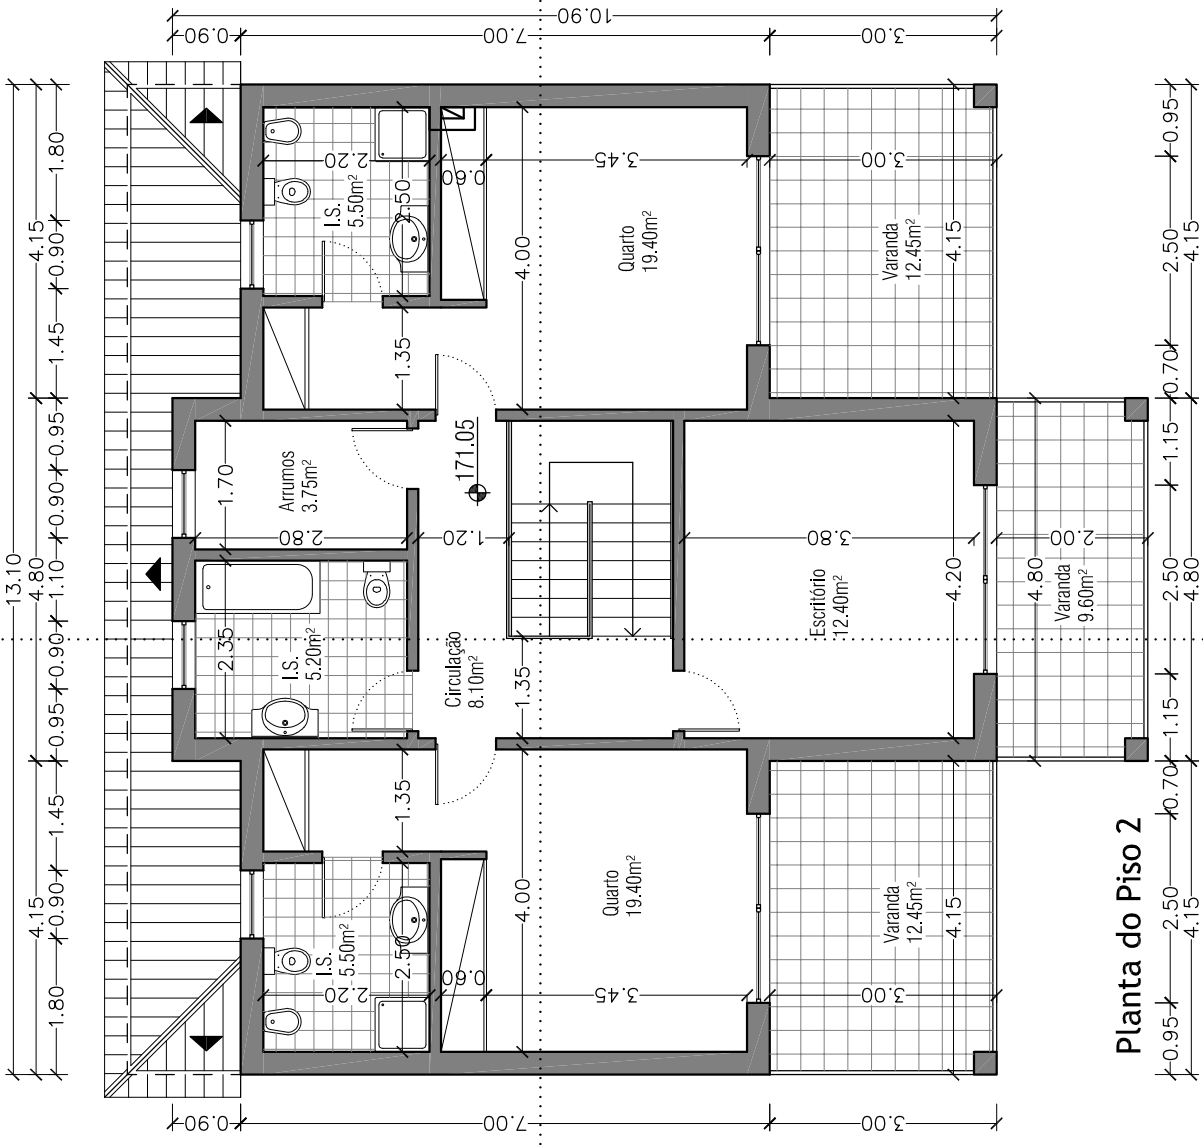 10.90
0.90
7.00
3.00
I.S.
5.50m²
2.20
2.50
0.60
3.45
Quarto
19.40m²
4.00
3.00
Varanda
12.45m²
4.15
1.35
171.05
Arrumos
3.75m²
1.70
2.80
1.20
I.S.
5.20m²
2.35
Circulação
8.10m²
1.35
Escritório
12.40m²
3.80
4.20
2.00
4.80
Varanda
9.60m²
1.35
I.S.
5.50m²
2.20
2.50
0.60
3.45
Quarto
19.40m²
4.00
3.00
Varanda
12.45m²
4.15
13.10
4.15
4.80
4.15
1.80
0.90
1.45
0.95
0.90
1.10
0.90
0.95
1.45
0.90
1.80
0.95
2.50
0.70
1.15
2.50
1.15
0.70
2.50
0.95
4.15
4.80
4.15
0.90
7.00
3.00
Planta do Piso 2